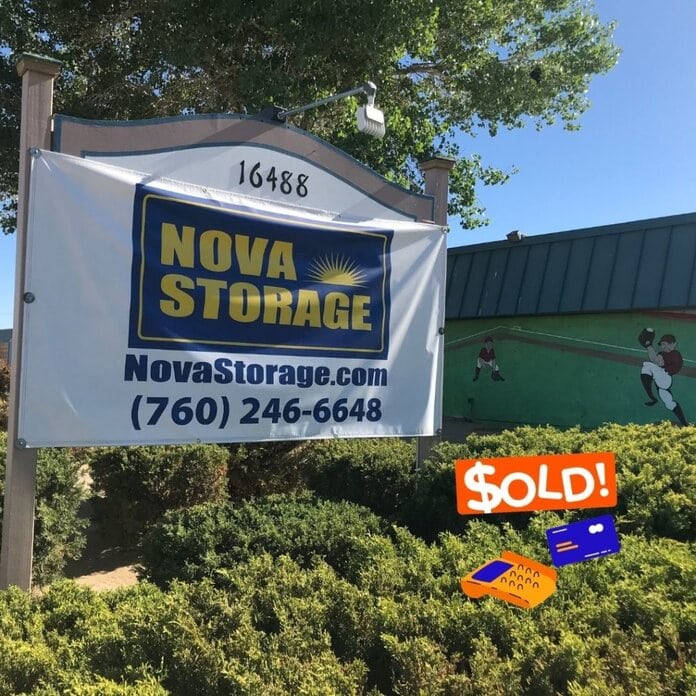 16488
NOVA
STORAGE
NovaStorage.com
(760) 246-6648
$OLD!